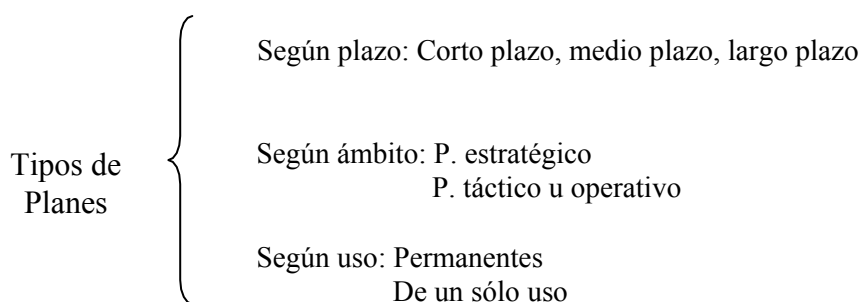 Según plazo: Corto plazo, medio plazo, largo plazo
Tipos de
Planes
Según ámbito: P. estratégico
P. táctico u operativo
Según uso: Permanentes
De un sólo uso